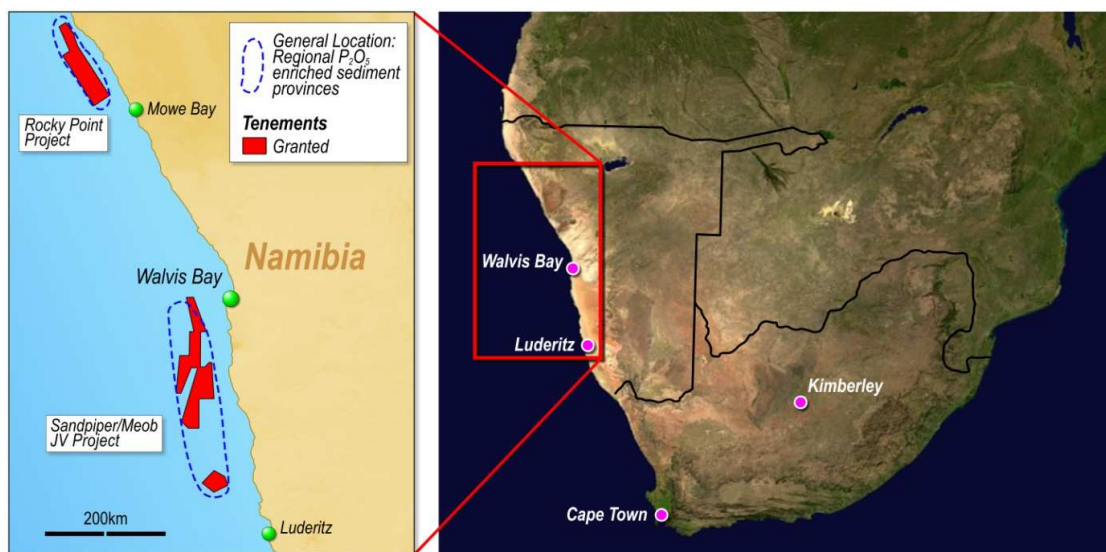 General Location:
Regional P₂O₅
enriched sediment
provinces
Tenements
Granted
Mowe Bay
Rocky Point
Project
Namibia
Walvis Bay
Sandpiper/Meob
JV Project
200km
Luderitz
Walvis Bay
Luderitz
Kimberley
Cape Town